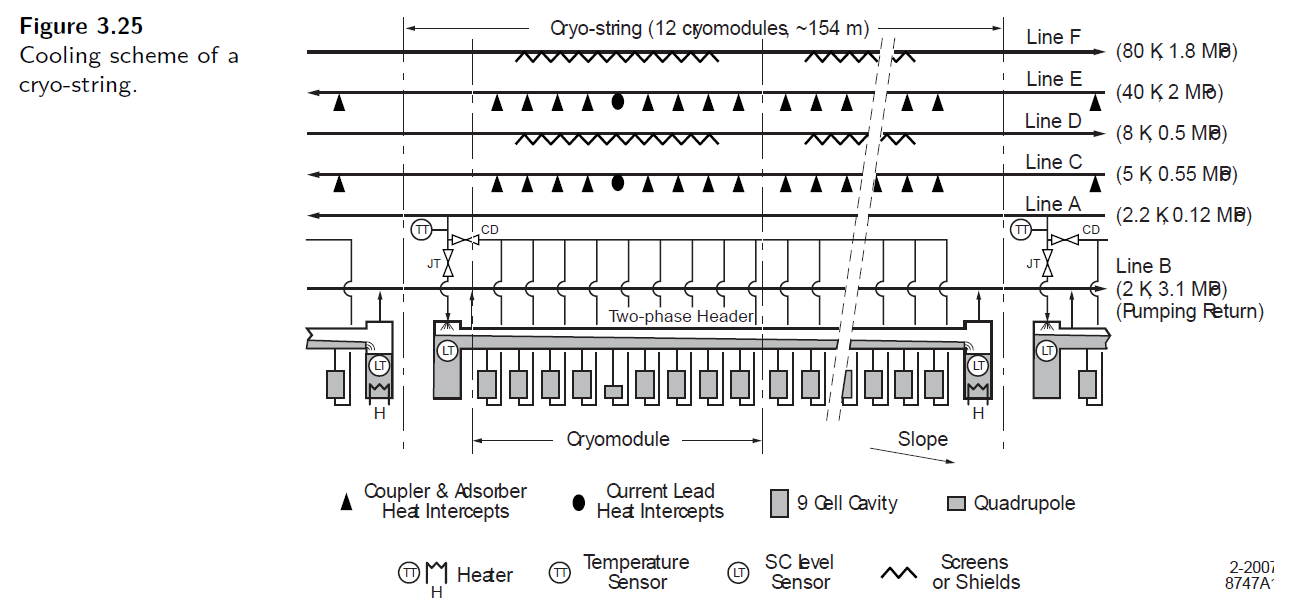 Figure 3.25
Cooling scheme of a
cryo-string.
Cryo-string (12 cryomodules, ~154 m)
Line F
(80 K, 1.8 MPa)
Line E
(40 K, 2 MPa)
Line D
(8 K, 0.5 MPa)
Line C
(5 K, 0.55 MPa)
Line A
(2.2 K, 0.12 MPa)
TT
CD
TT
CD
JT
JT
Line B
(2 K, 3.1 MPa)
(Pumping Return)
Two-phase Header
LT
LT
LT
LT
H
H
Cryomodule
Slope
Coupler & Adsorber
Heat Intercepts
Current Lead
Heat Intercepts
9 Cell Cavity
Quadrupole
TT
H
Heater
TT
Temperature
Sensor
LT
SC level
Sensor
Screens
or Shields
2-2007